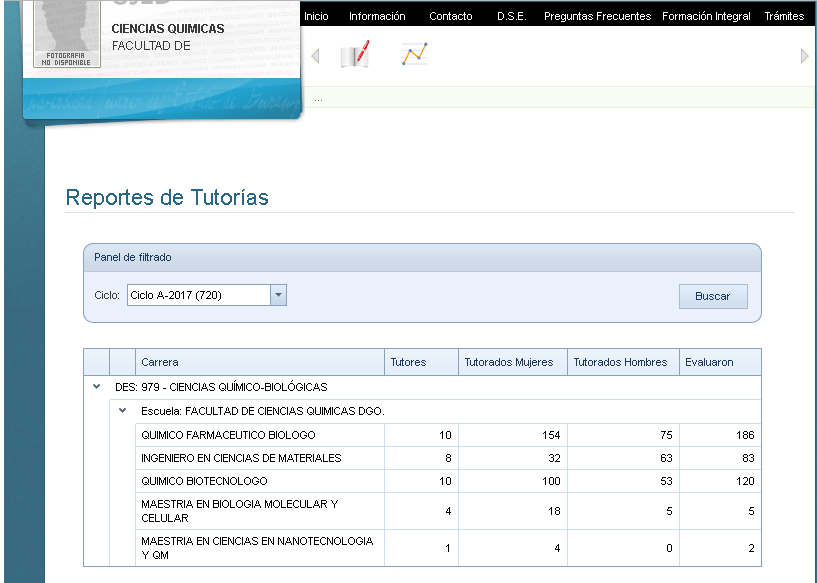 CIENCIAS QUIMICAS
FACULTAD DE
FOTOGRAFIA
NO DISPONIBLE
Inicio Información Contacto D.S.E. Preguntas Frecuentes Formación Integral Trámites
...
Reportes de Tutorías
Panel de filtrado
Ciclo: Ciclo A-2017 (720) Buscar
Carrera Tutores Tutorados Mujeres Tutorados Hombres Evaluaron
DES: 979 - CIENCIAS QUÍMICO-BIOLÓGICAS
Escuela: FACULTAD DE CIENCIAS QUIMICAS DGO.
QUIMICO FARMACEUTICO BIOLOGO 10 154 75 186
INGENIERO EN CIENCIAS DE MATERIALES 8 32 63 83
QUIMICO BIOTECNOLOGO 10 100 53 120
MAESTRIA EN BIOLOGIA MOLECULAR Y
CELULAR 4 18 5 5
MAESTRIA EN CIENCIAS EN NANOTECNOLOGIA
Y QM 1 4 0 2